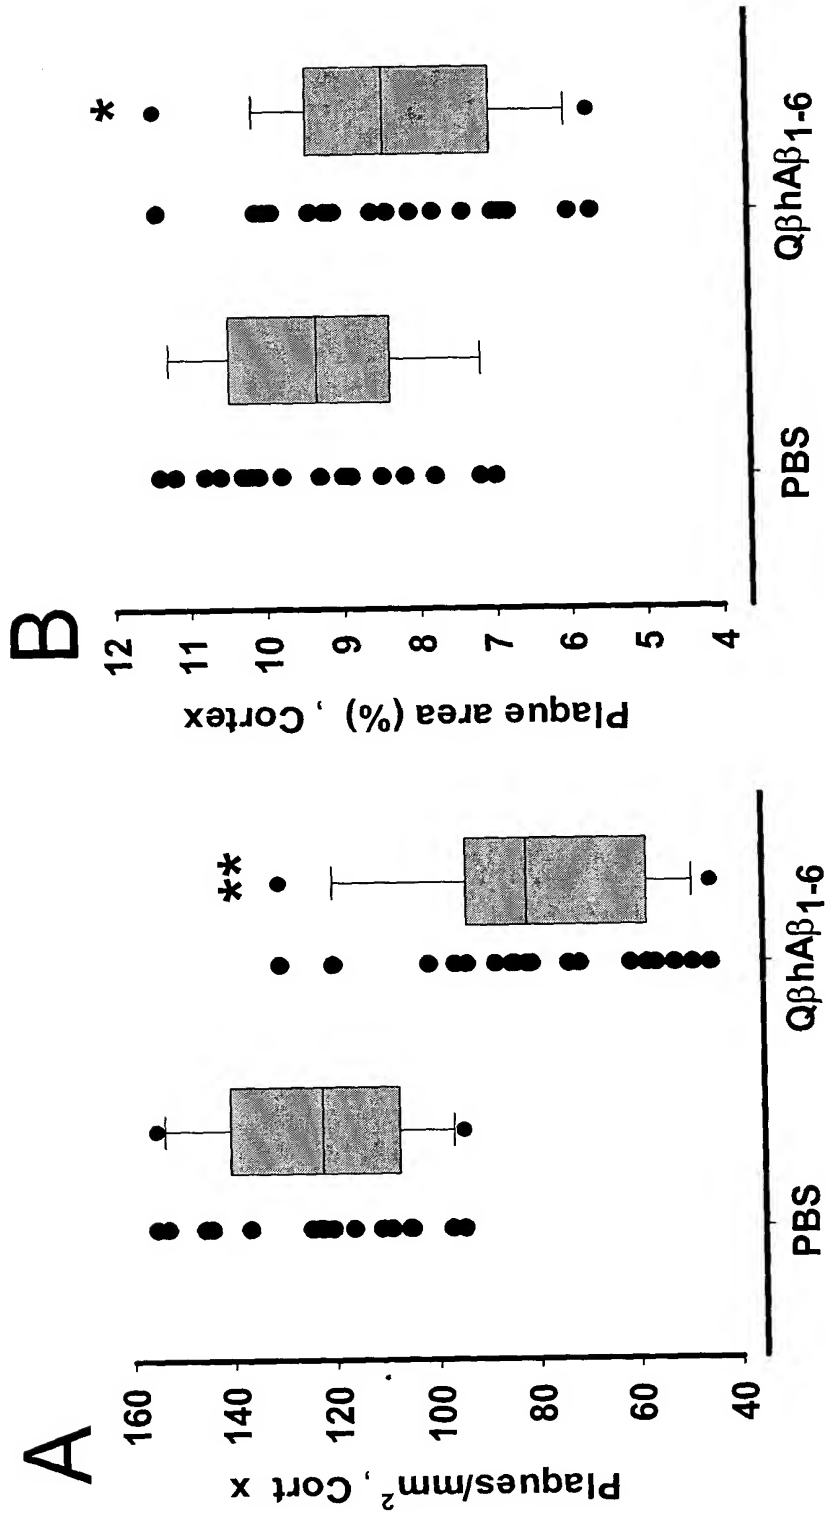 A
Plaques/mm², Cort x
160
140
120
100
80
60
40
**
PBS
QβhAβ1-6
B
Plaque area (%) , Cortex
12
11
10
9
8
7
6
5
4
*
PBS
QβhAβ1-6